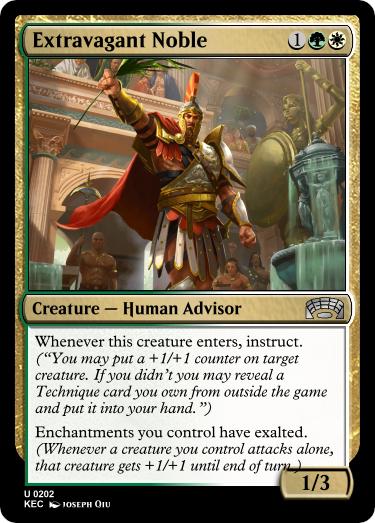 Extravagant Noble 1
Creature — Human Advisor
Whenever this creature enters, instruct.
(“You may put a +1/+1 counter on target
creature. If you didn’t you may reveal a
Technique card you own from outside the game
and put it into your hand.”)
Enchantments you control have exalted.
(Whenever a creature you control attacks alone,
that creature gets +1/+1 until end of turn.)
1/3
U 0202
KEC Joseph Qiu